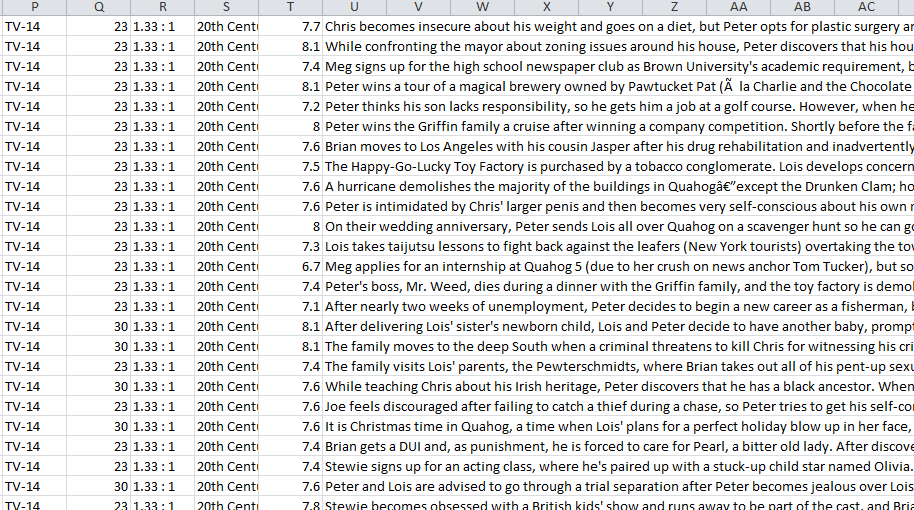 P Q R S T U V W X Y Z AA AB AC
TV-14 23 1.33 : 1 20th Cent 7.7 Chris becomes insecure about his weight and goes on a diet, but Peter opts for plastic surgery
TV-14 23 1.33 : 1 20th Cent 8.1 While confronting the mayor about zoning issues around his house, Peter discovers that his hou
TV-14 23 1.33 : 1 20th Cent 7.4 Meg signs up for the high school newspaper club as Brown University's academic requirement, b
TV-14 23 1.33 : 1 20th Cent 8.1 Peter wins a tour of a magical brewery owned by Pawtucket Pat (Ã la Charlie and the Chocolate
TV-14 23 1.33 : 1 20th Cent 7.2 Peter thinks his son lacks responsibility, so he gets him a job at a golf course. However, when he
TV-14 23 1.33 : 1 20th Cent 8 Peter wins the Griffin family a cruise after winning a company competition. Shortly before the fa
TV-14 23 1.33 : 1 20th Cent 7.6 Brian moves to Los Angeles with his cousin Jasper after his drug rehabilitation and inadvertently
TV-14 23 1.33 : 1 20th Cent 7.5 The Happy-Go-Lucky Toy Factory is purchased by a tobacco conglomerate. Lois develops concern
TV-14 23 1.33 : 1 20th Cent 7.6 A hurricane demolishes the majority of the buildings in Quahogâ€”except the Drunken Clam; ho
TV-14 23 1.33 : 1 20th Cent 7.6 Peter is intimidated by Chris' larger penis and then becomes very self-conscious about his own
TV-14 23 1.33 : 1 20th Cent 8 On their wedding anniversary, Peter sends Lois all over Quahog on a scavenger hunt so he can go
TV-14 23 1.33 : 1 20th Cent 7.3 Lois takes taijutsu lessons to fight back against the leafers (New York tourists) overtaking the to
TV-14 23 1.33 : 1 20th Cent 6.7 Meg applies for an internship at Quahog 5 (due to her crush on news anchor Tom Tucker), but so
TV-14 23 1.33 : 1 20th Cent 7.4 Peter's boss, Mr. Weed, dies during a dinner with the Griffin family, and the toy factory is demol
TV-14 23 1.33 : 1 20th Cent 7.1 After nearly two weeks of unemployment, Peter decides to begin a new career as a fisherman,
TV-14 30 1.33 : 1 20th Cent 8.1 After delivering Lois' sister's newborn child, Lois and Peter decide to have another baby, prompt
TV-14 30 1.33 : 1 20th Cent 8.1 The family moves to the deep South when a criminal threatens to kill Chris for witnessing his cri
TV-14 23 1.33 : 1 20th Cent 7.4 The family visits Lois' parents, the Pewterschmidts, where Brian takes out all of his pent-up sexu
TV-14 30 1.33 : 1 20th Cent 7.6 While teaching Chris about his Irish heritage, Peter discovers that he has a black ancestor. When
TV-14 23 1.33 : 1 20th Cent 7.6 Joe feels discouraged after failing to catch a thief during a chase, so Peter tries to get his self-co
TV-14 30 1.33 : 1 20th Cent 7.6 It is Christmas time in Quahog, a time when Lois' plans for a perfect holiday blow up in her face,
TV-14 23 1.33 : 1 20th Cent 7.4 Brian gets a DUI and, as punishment, he is forced to care for Pearl, a bitter old lady. After discove
TV-14 23 1.33 : 1 20th Cent 7.4 Stewie signs up for an acting class, where he's paired up with a stuck-up child star named Olivia.
TV-14 30 1.33 : 1 20th Cent 7.6 Peter and Lois are advised to go through a trial separation after Peter becomes jealous over Lois
TV-14 23 1.33 : 1 20th Cent 7.8 Stewie becomes obsessed with a British kids' show and runs away to be part of the cast, and Bria